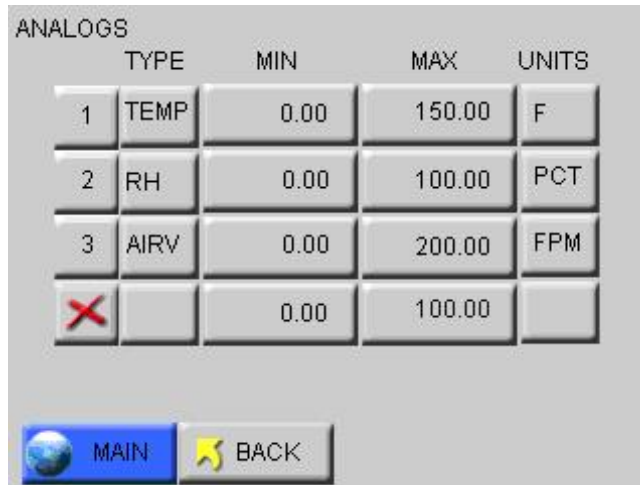 ANALOGS
TYPE MIN MAX UNITS
1 TEMP 0.00 150.00 F
2 RH 0.00 100.00 PCT
3 AIRV 0.00 200.00 FPM
0.00 100.00
MAIN BACK